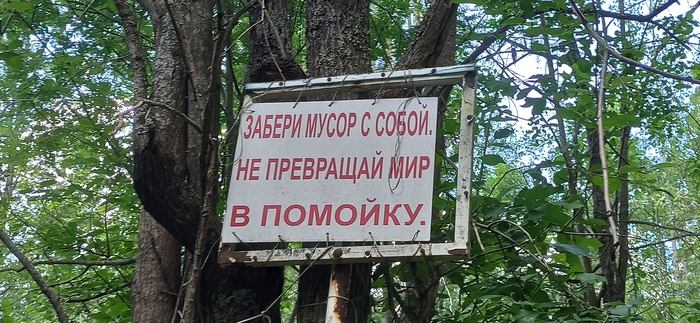 ЗАБЕРИ МУСОР С СОБОЙ.
НЕ ПРЕВРАЩАЙ МИР
В ПОМОЙКУ.